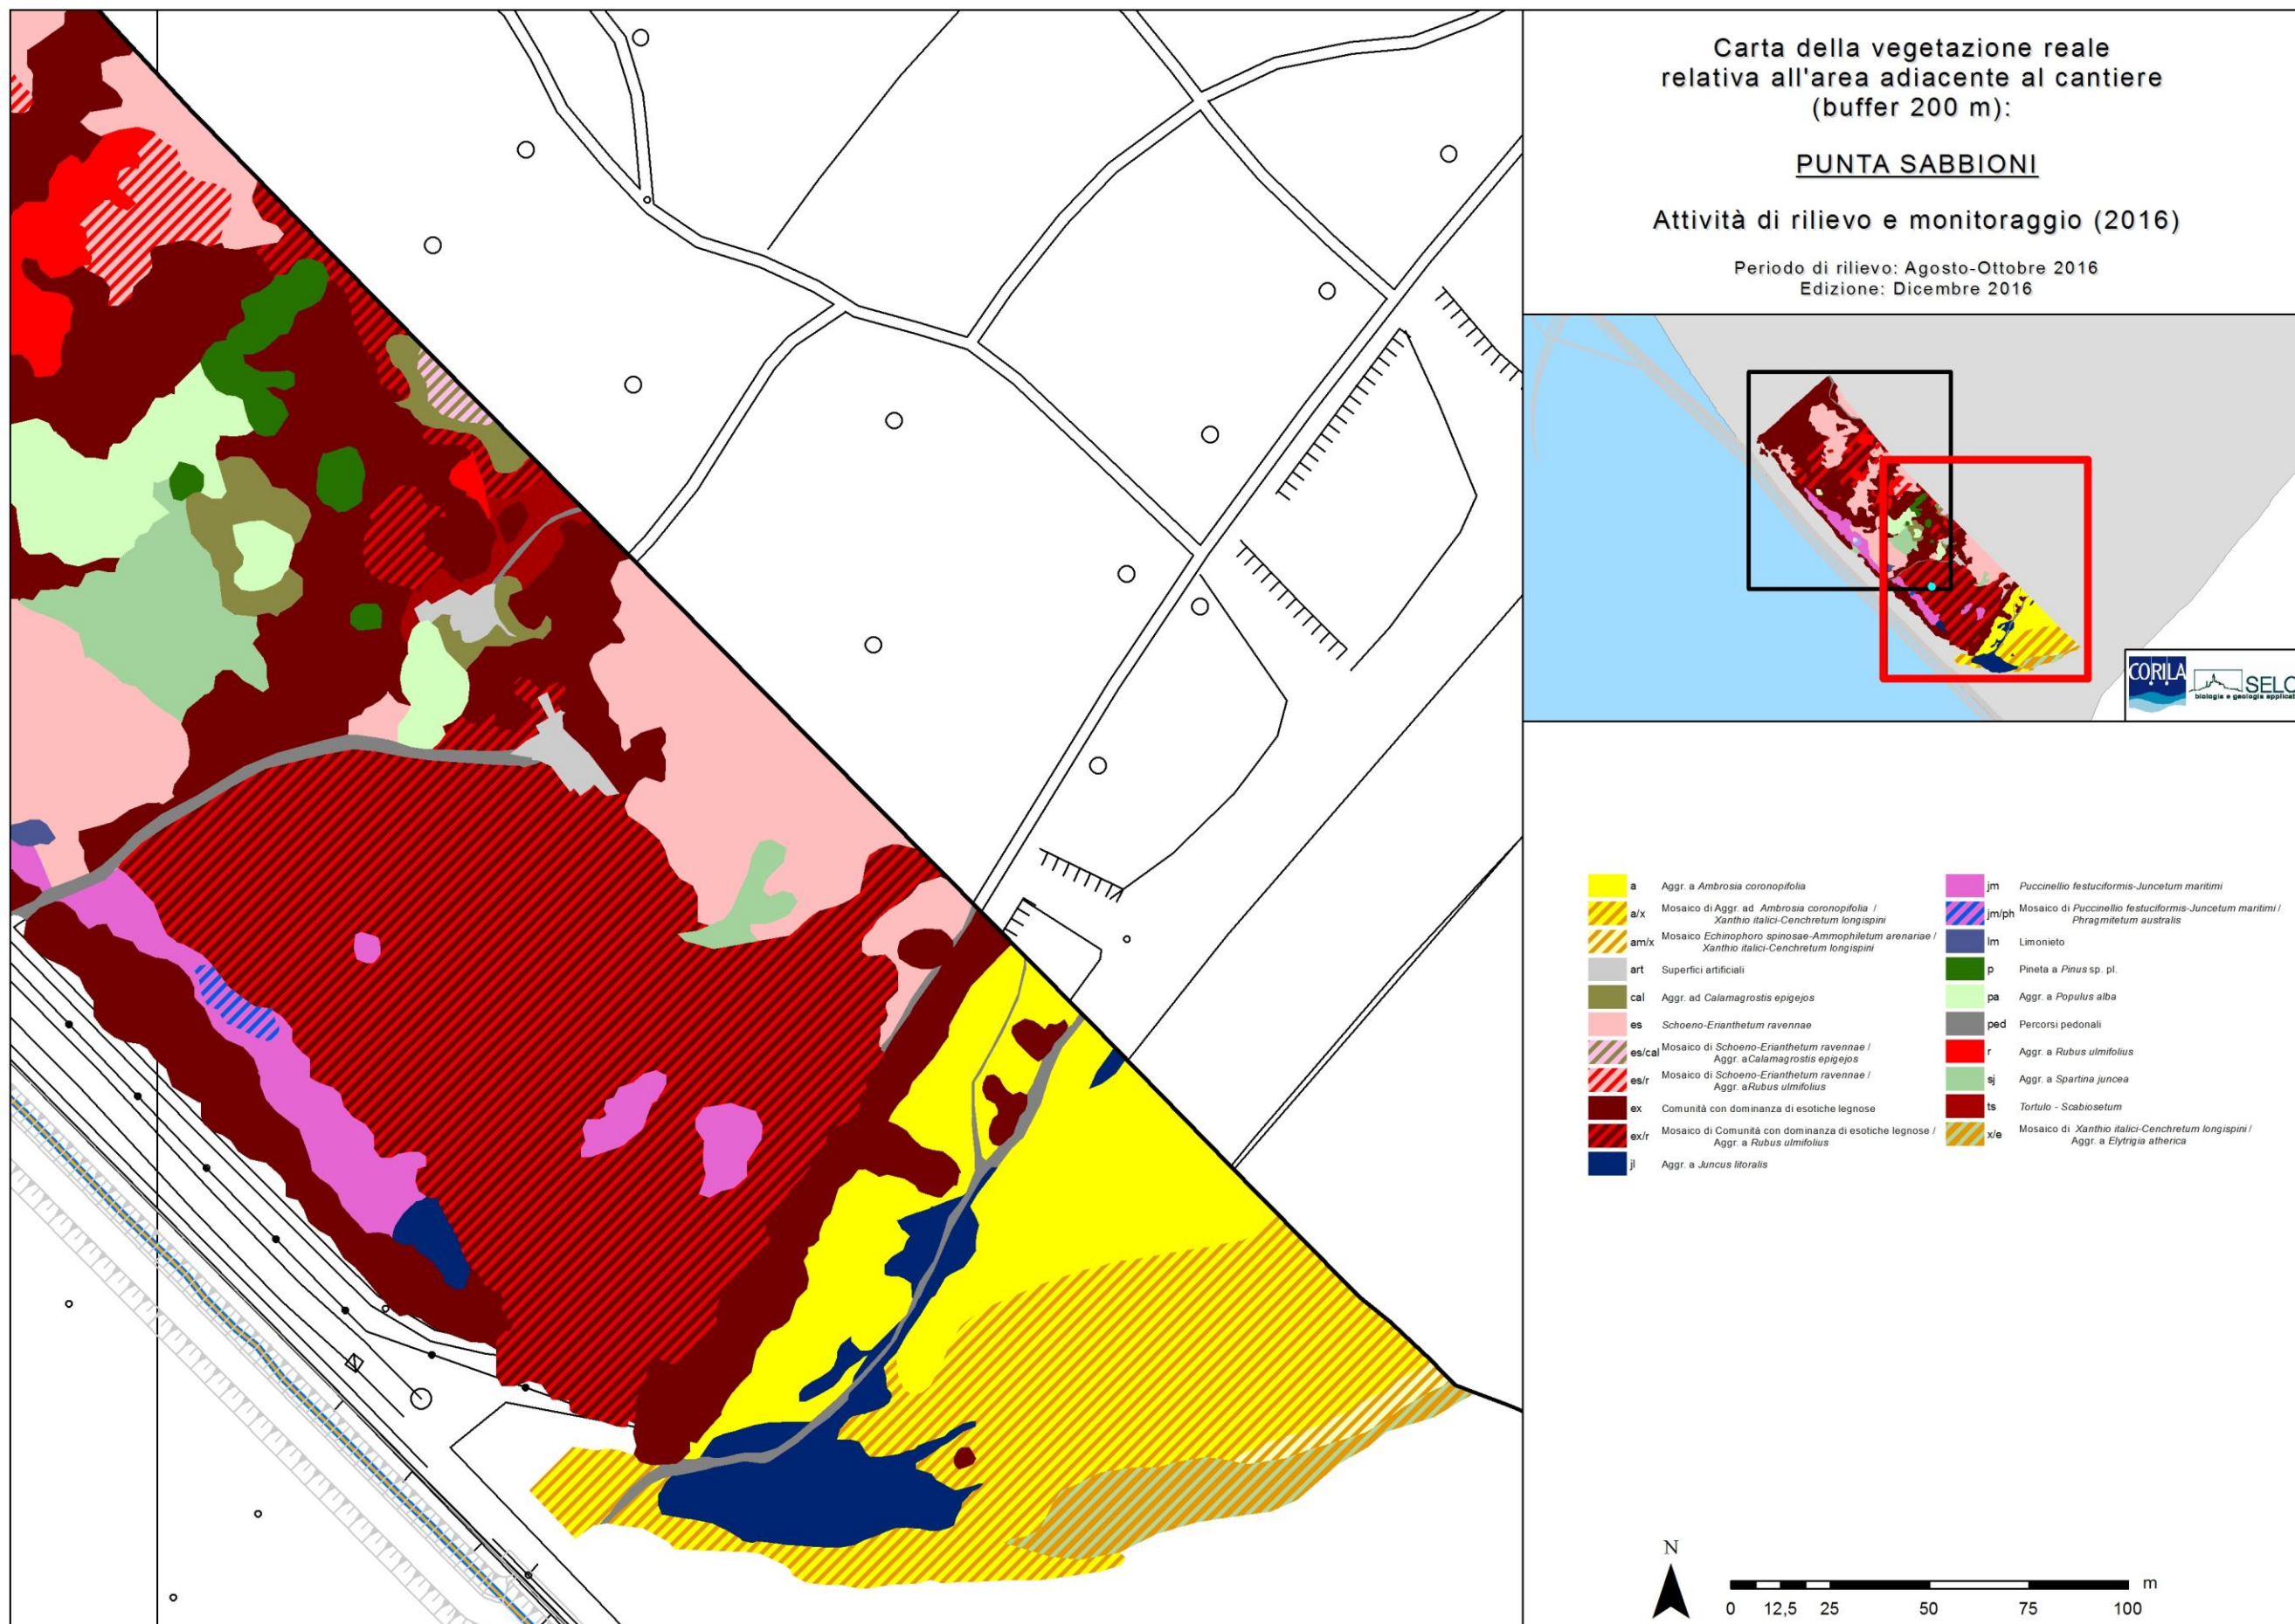 Carta della vegetazione reale
relativa all'area adiacente al cantiere
(buffer 200 m):
PUNTA SABBIONI
Attività di rilievo e monitoraggio (2016)
Periodo di rilievo: Agosto-Ottobre 2016
Edizione: Dicembre 2016
CORILA
SELC
biologia e geologia applicat
a Aggr. a Ambrosia coronopifolia
a/x Mosaico di Aggr. ad Ambrosia coronopifolia /
Xanthio italici-Cenchretum longispini
am/x Mosaico Echinophoro spinosae-Ammophiletum arenariae /
Xanthio italici-Cenchretum longispini
art Superfici artificiali
cal Aggr. ad Calamagrostis epigejos
es Schoeno-Erianthetum ravennae
es/cal Mosaico di Schoeno-Erianthetum ravennae /
Aggr. aCalamagrostis epigejos
es/r Mosaico di Schoeno-Erianthetum ravennae /
Aggr. aRubus ulmifolius
ex Comunità con dominanza di esotiche legnose
ex/r Mosaico di Comunità con dominanza di esotiche legnose /
Aggr. a Rubus ulmifolius
jl Aggr. a Juncus litoralis
jm Puccinellio festuciformis-Juncetum maritimi
jm/ph Mosaico di Puccinellio festuciformis-Juncetum maritimi /
Phragmitetum australis
lm Limonieto
p Pineta a Pinus sp. pl.
pa Aggr. a Populus alba
ped Percorsi pedonali
r Aggr. a Rubus ulmifolius
sj Aggr. a Spartina juncea
ts Tortulo - Scabiosetum
x/e Mosaico di Xanthio italici-Cenchretum longispini /
Aggr. a Elytrigia atherica
N
m
0 12,5 25 50 75 100